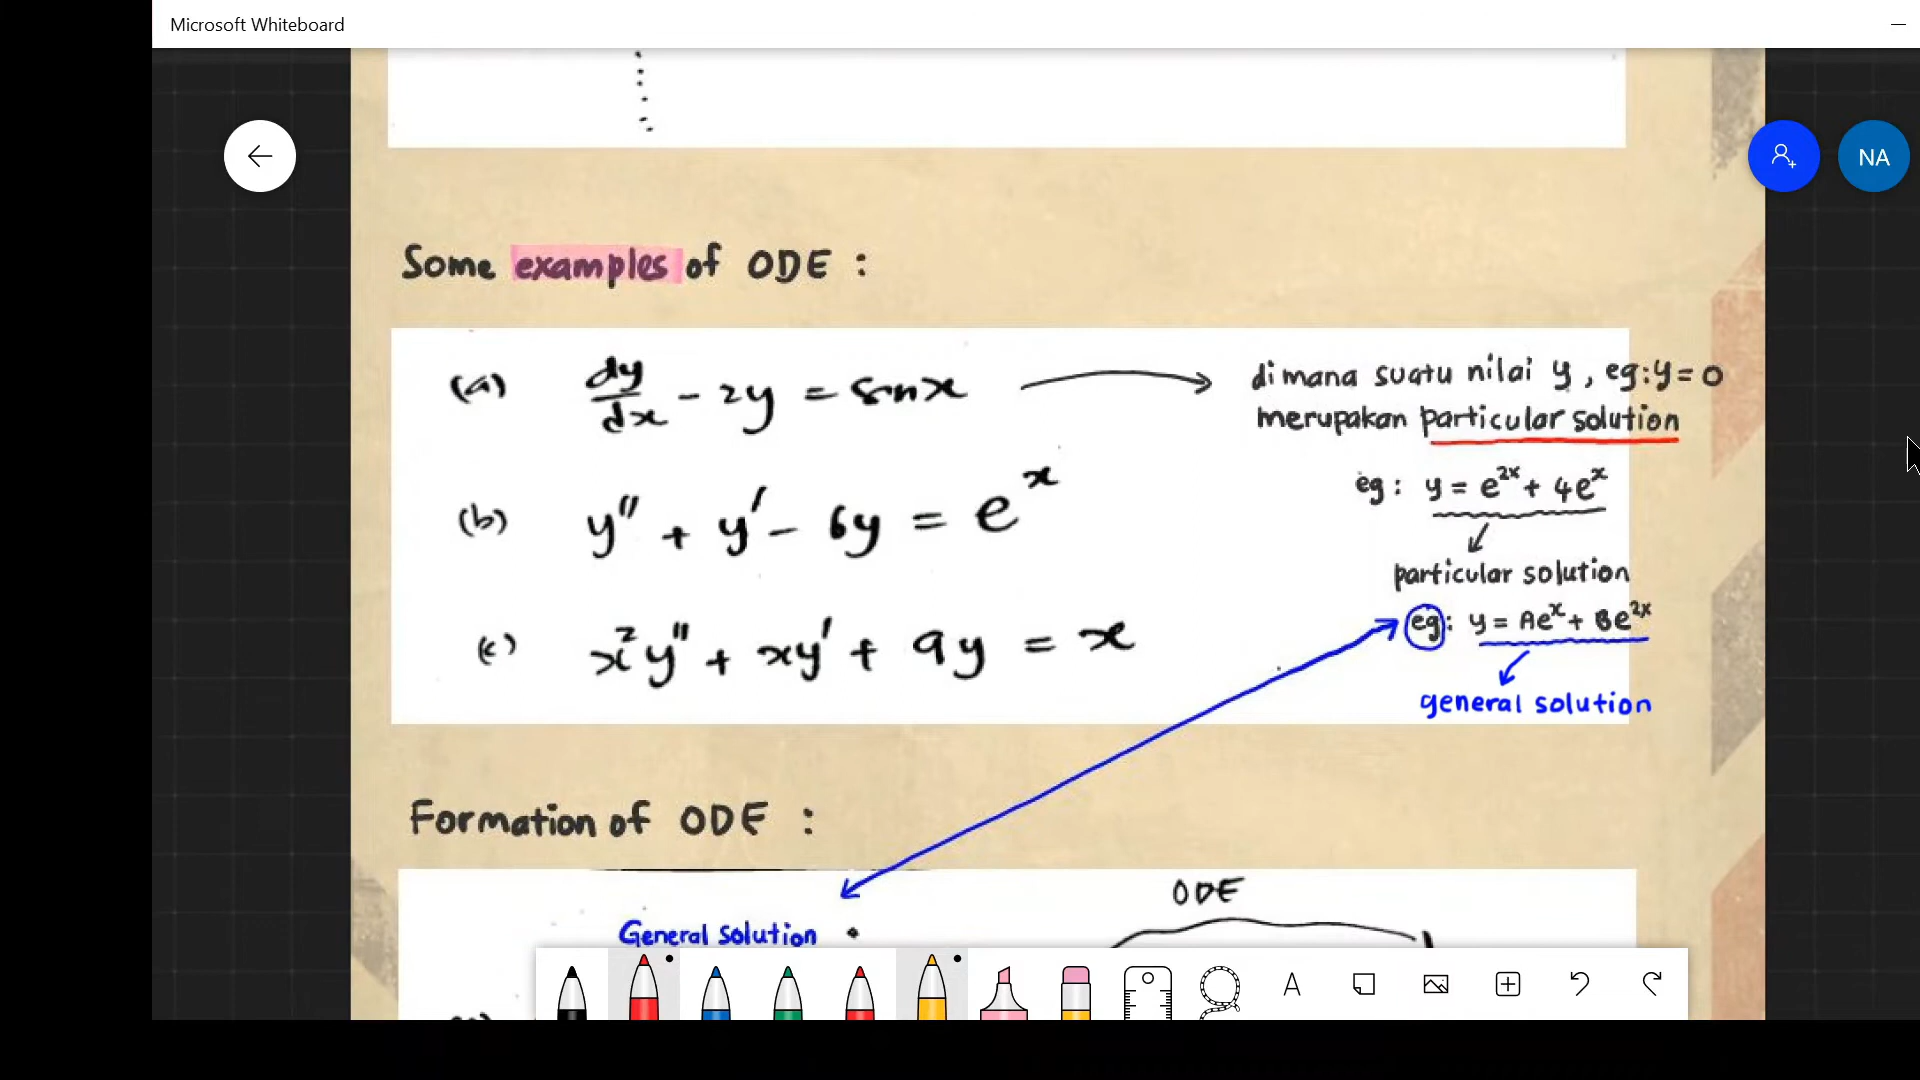 Microsoft Whiteboard
NA
Some examples of ODE :
(a) dy/dx - 2y = sin x
dimana suatu nilai y, eg: y = 0
merupakan particular solution
(b) y'' + y' - 6y = e^x
eg: y = e^2x + 4e^x
particular solution
eg: y = Ae^x + Be^2x
(c) x²y'' + xy' + 9y = x
general solution
Formation of ODE :
ODE
General solution
A